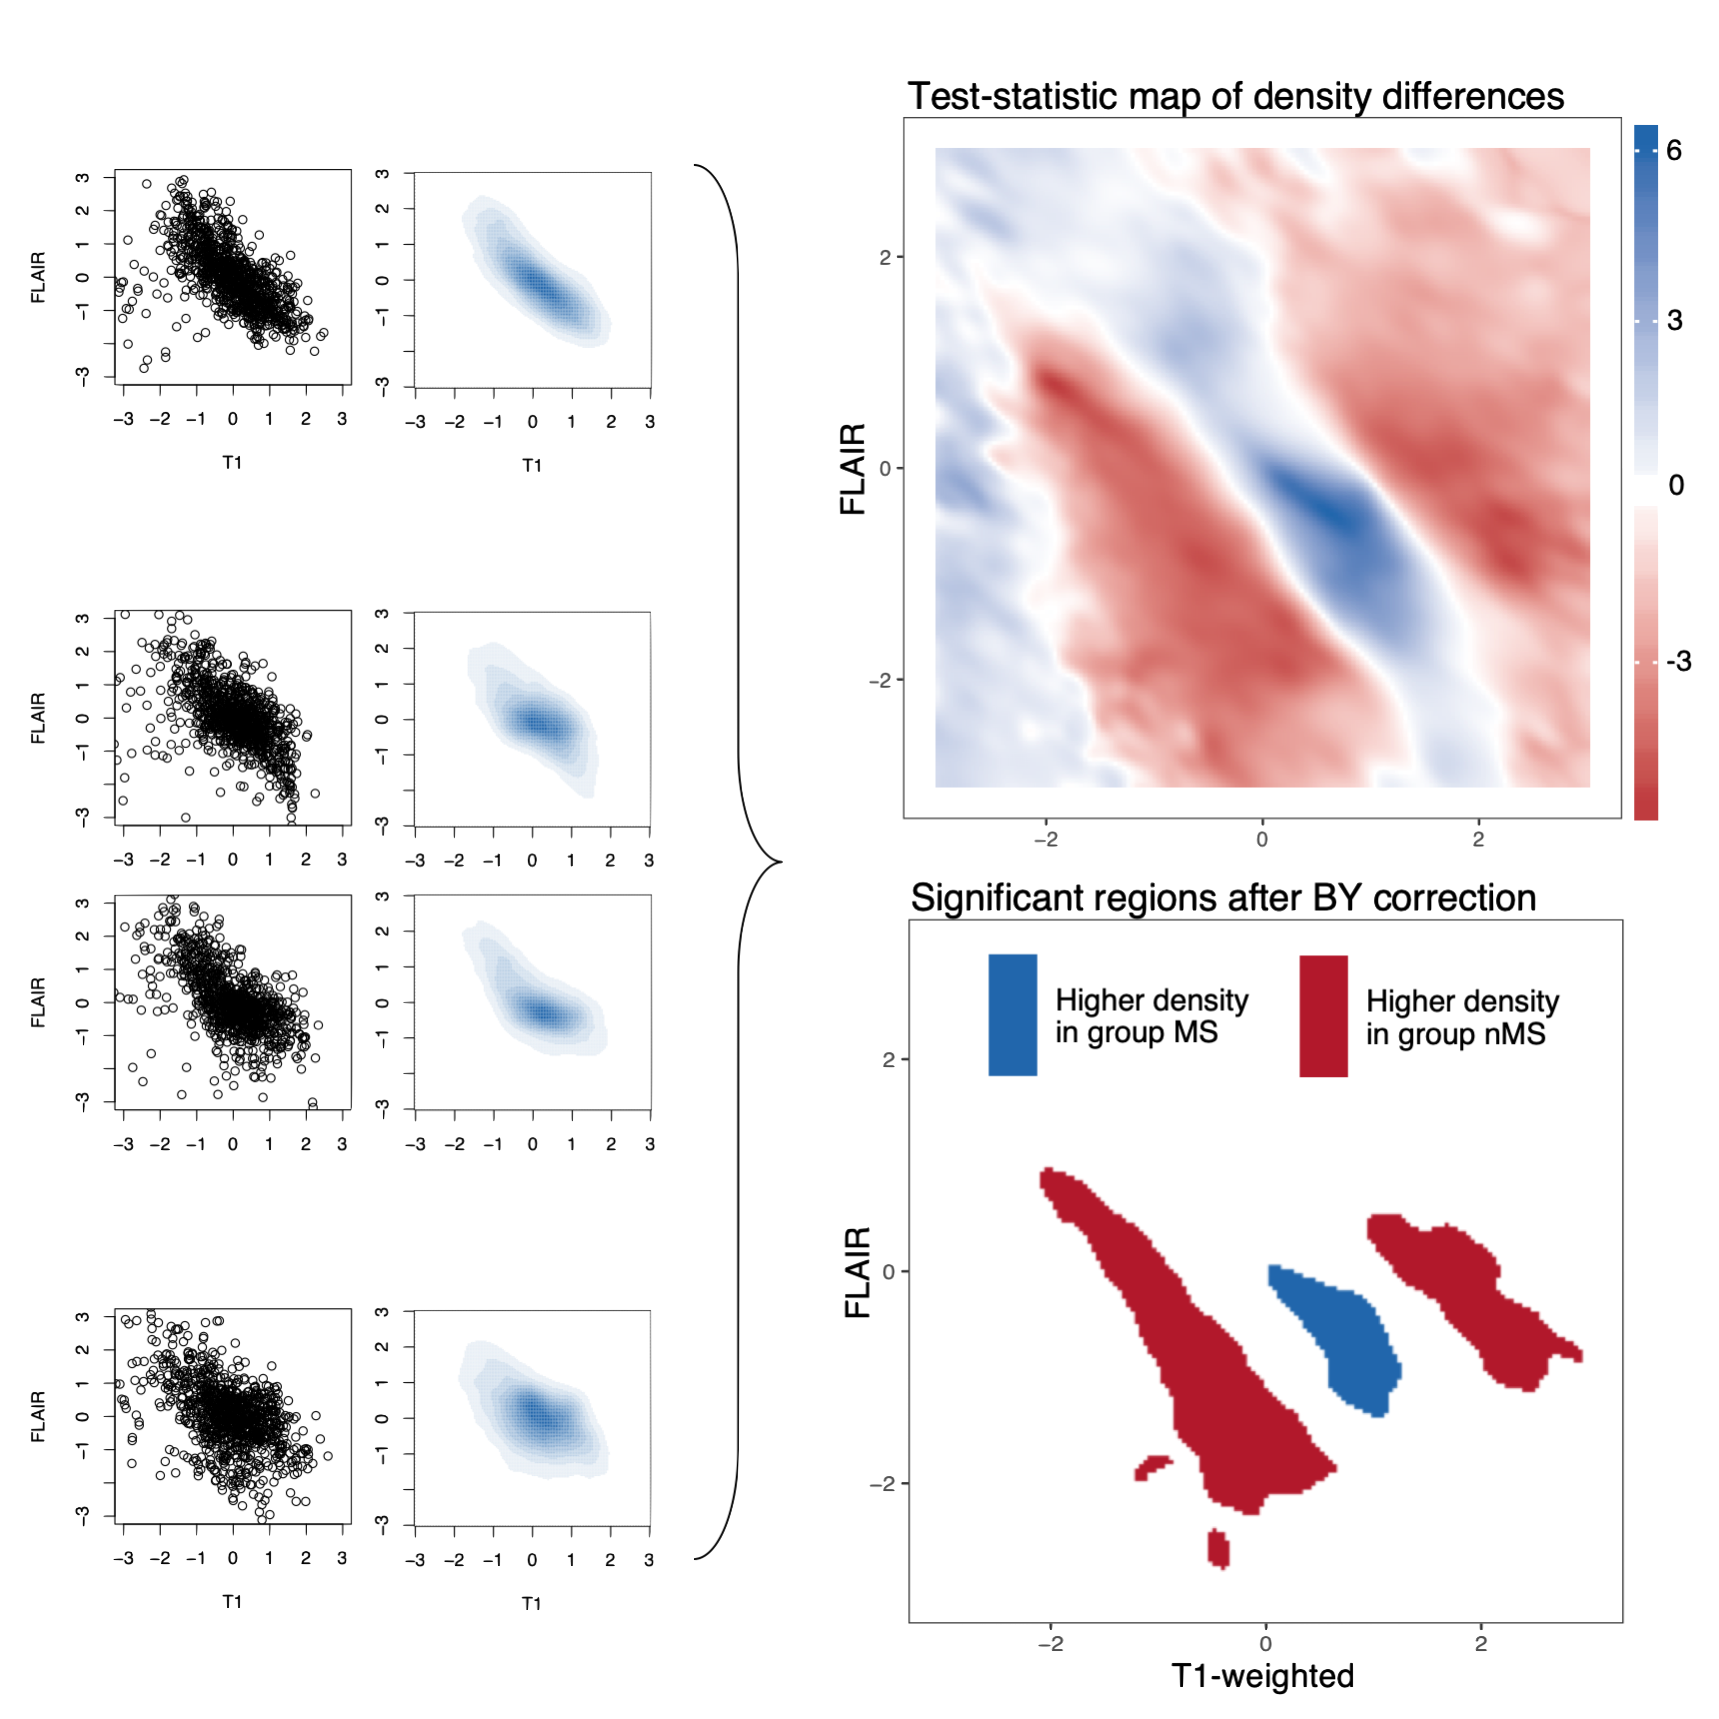 FLAIR
3
2
1
0
−1
−3
−3 −2 −1 0 1 2 3
T1
3
2
1
0
−1
−3
−3 −2 −1 0 1 2 3
T1
FLAIR
3
2
1
0
−1
−3
−3 −2 −1 0 1 2 3
3
2
1
0
−1
−3
−3 −2 −1 0 1 2 3
FLAIR
3
2
1
0
−1
−3
−3 −2 −1 0 1 2 3
3
2
1
0
−1
−3
−3 −2 −1 0 1 2 3
FLAIR
3
2
1
0
−1
−3
−3 −2 −1 0 1 2 3
T1
3
2
1
0
−1
−3
−3 −2 −1 0 1 2 3
T1
Test-statistic map of density differences
FLAIR
2
0
−2
−2 0 2
6
3
0
-3
Significant regions after BY correction
Higher density
in group MS
Higher density
in group nMS
FLAIR
2
0
−2
−2 0 2
T1-weighted